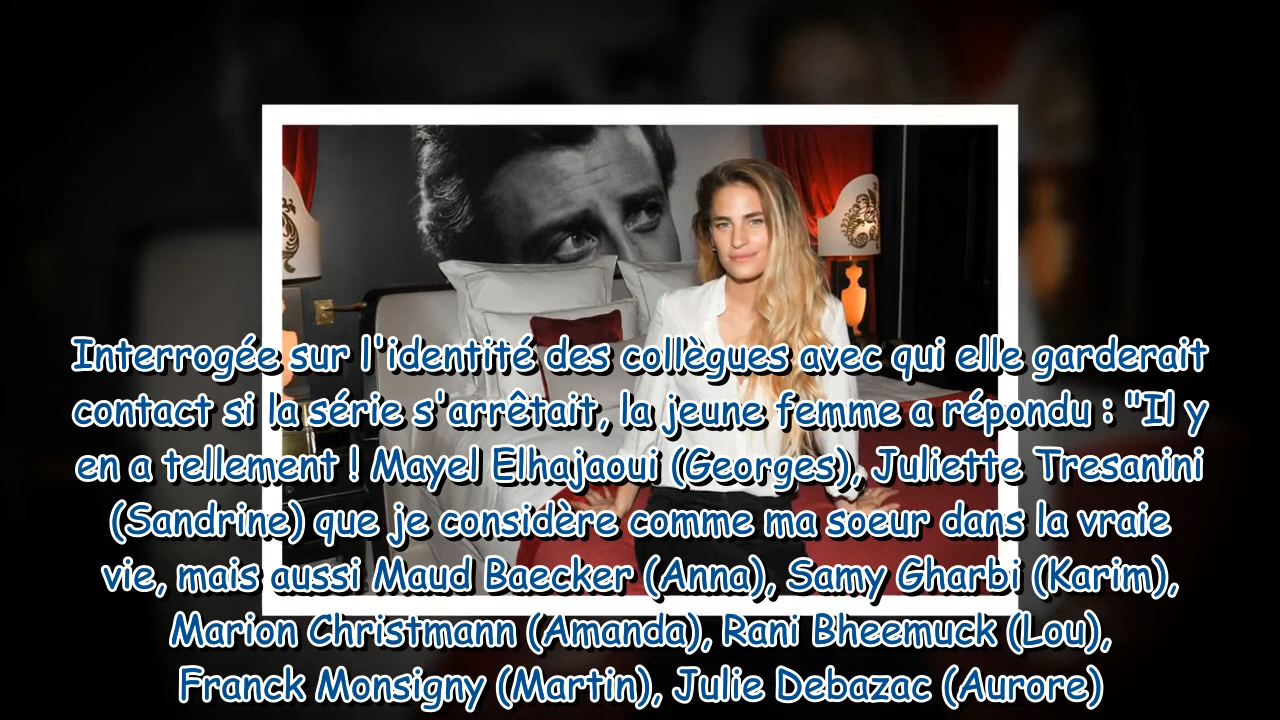 Interrogée sur l'identité des collègues avec qui elle garderait
contact si la série s'arrêtait, la jeune femme a répondu : "Il y
en a tellement ! Mayel Elhajaoui (Georges), Juliette Tresanini
(Sandrine) que je considère comme ma soeur dans la vraie
vie, mais aussi Maud Baecker (Anna), Samy Gharbi (Karim),
Marion Christmann (Amanda), Rani Bheemuck (Lou),
Franck Monsigny (Martin), Julie Debazac (Aurore)